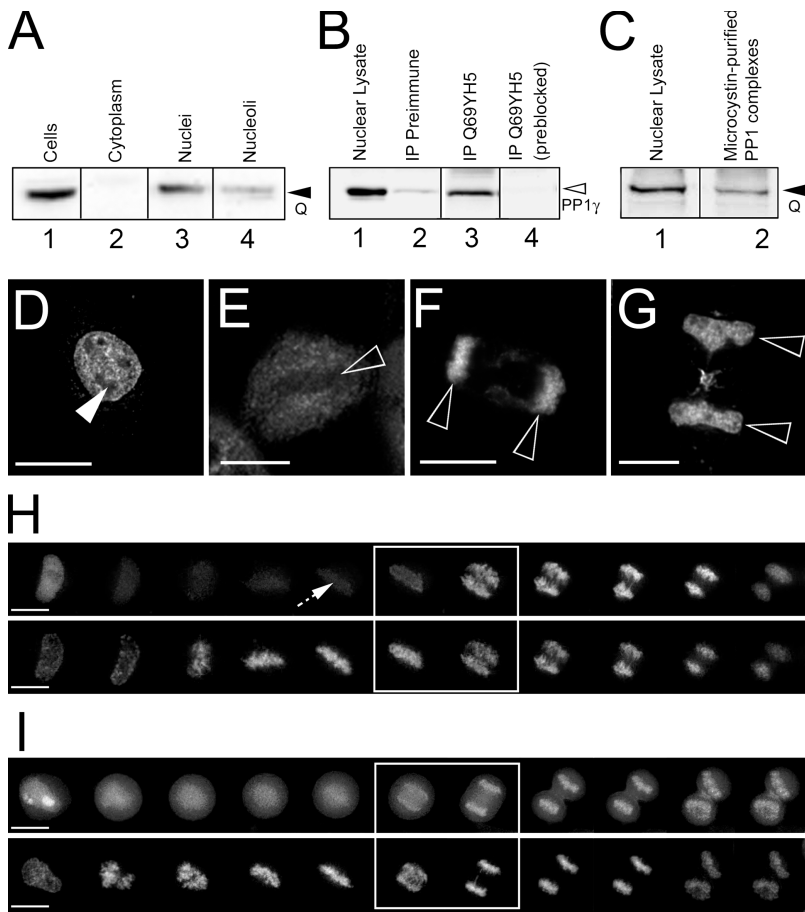 A
B
C
Cells
Cytoplasm
Nuclei
Nucleoli
Nuclear Lysate
IP Preimmune
IP Q69YH5
IP Q69YH5
(preblocked)
Nuclear Lysate
Microcystin-purified
PP1 complexes
Q
PP1γ
Q
1 2 3 4
1 2 3 4
1 2
D
E
F
G
H
I